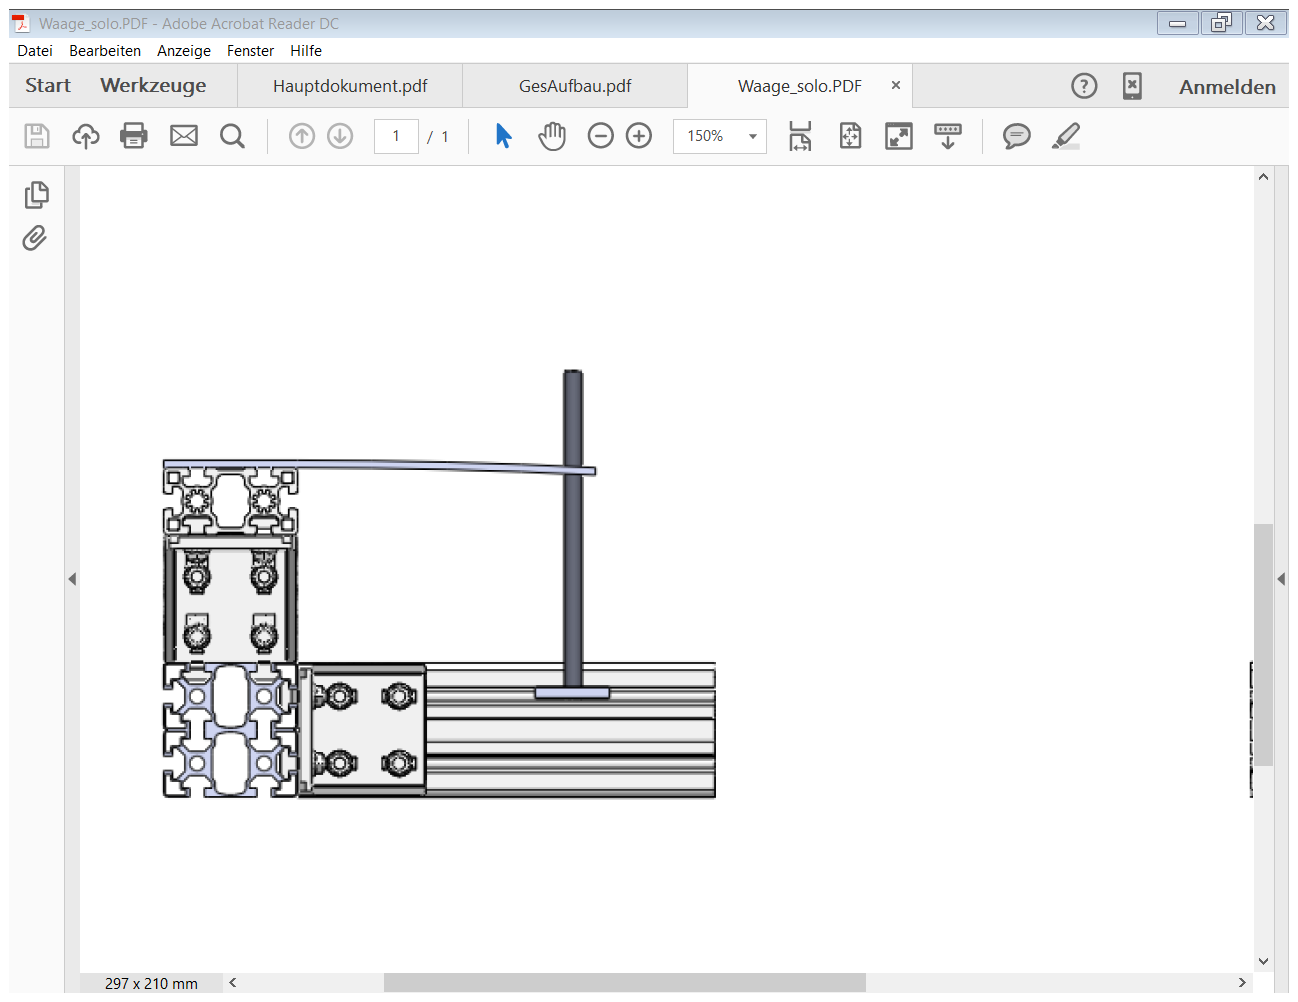 Waage_solo.PDF - Adobe Acrobat Reader DC
Datei Bearbeiten Anzeige Fenster Hilfe
Start Werkzeuge Hauptdokument.pdf GesAufbau.pdf Waage_solo.PDF × ? Anmelden
1 / 1 150%
297 x 210 mm